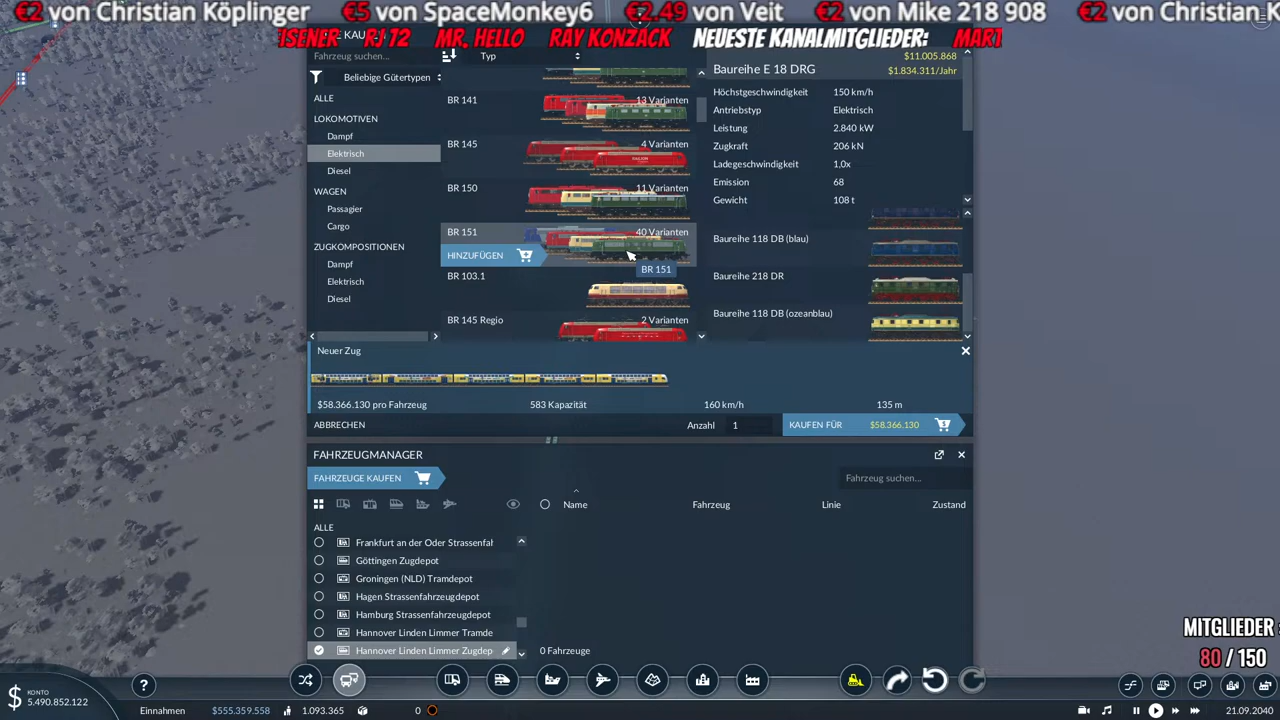 €2 von Christian Köplinger €5 von SpaceMonkey6 €2.49 von Veit €2 von Mike 218 908 €2 von Christian K
ISENER RJ 72 MR. HELLO RAY KONZACK NEUESTE KANALMITGLIEDER: MART
Fahrzeug suchen... Typ
Beliebige Gütertypen
ALLE
LOKOMOTIVEN
Dampf
Elektrisch
Diesel
WAGEN
Passagier
Cargo
ZUGKOMPOSITIONEN
Dampf
Elektrisch
Diesel
BR 141 13 Varianten
BR 145 4 Varianten
BR 150 11 Varianten
BR 151 40 Varianten
HINZUFÜGEN
BR 151
BR 103.1
BR 145 Regio 2 Varianten
$11.005.868
Baureihe E 18 DRG $1.834.311/Jahr
Höchstgeschwindigkeit 150 km/h
Antriebstyp Elektrisch
Leistung 2.840 kW
Zugkraft 206 kN
Ladegeschwindigkeit 1,0x
Emission 68
Gewicht 108 t
Baureihe 118 DB (blau)
Baureihe 218 DR
Baureihe 118 DB (ozeanblau)
Neuer Zug
$58.366.130 pro Fahrzeug 583 Kapazität 160 km/h 135 m
ABBRECHEN Anzahl 1 KAUFEN FÜR $58.366.130
FAHRZEUGMANAGER
FAHRZEUGE KAUFEN Fahrzeug suchen...
Name Fahrzeug Linie Zustand
ALLE
Frankfurt an der Oder Strassenfal
Göttingen Zugdepot
Groningen (NLD) Tramdepot
Hagen Strassenfahrzeugdepot
Hamburg Strassenfahrzeugdepot
Hannover Linden Limmer Tramde
Hannover Linden Limmer Zugdep 0 Fahrzeuge
MITGLIEDER
80 / 150
$ KONTO
5.490.852.122
?
Einnahmen $555.359.558 1.093.365 0 21.09.2040